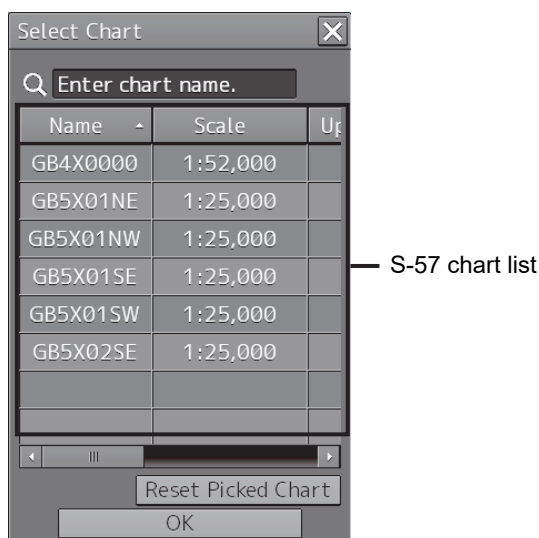 Select Chart
Enter chart name.
Name Scale Up
GB4X0000 1:52,000
GB5X01NE 1:25,000
GB5X01NW 1:25,000
GB5X01SE 1:25,000
GB5X01SW 1:25,000
GB5X02SE 1:25,000
S-57 chart list
Reset Picked Chart
OK